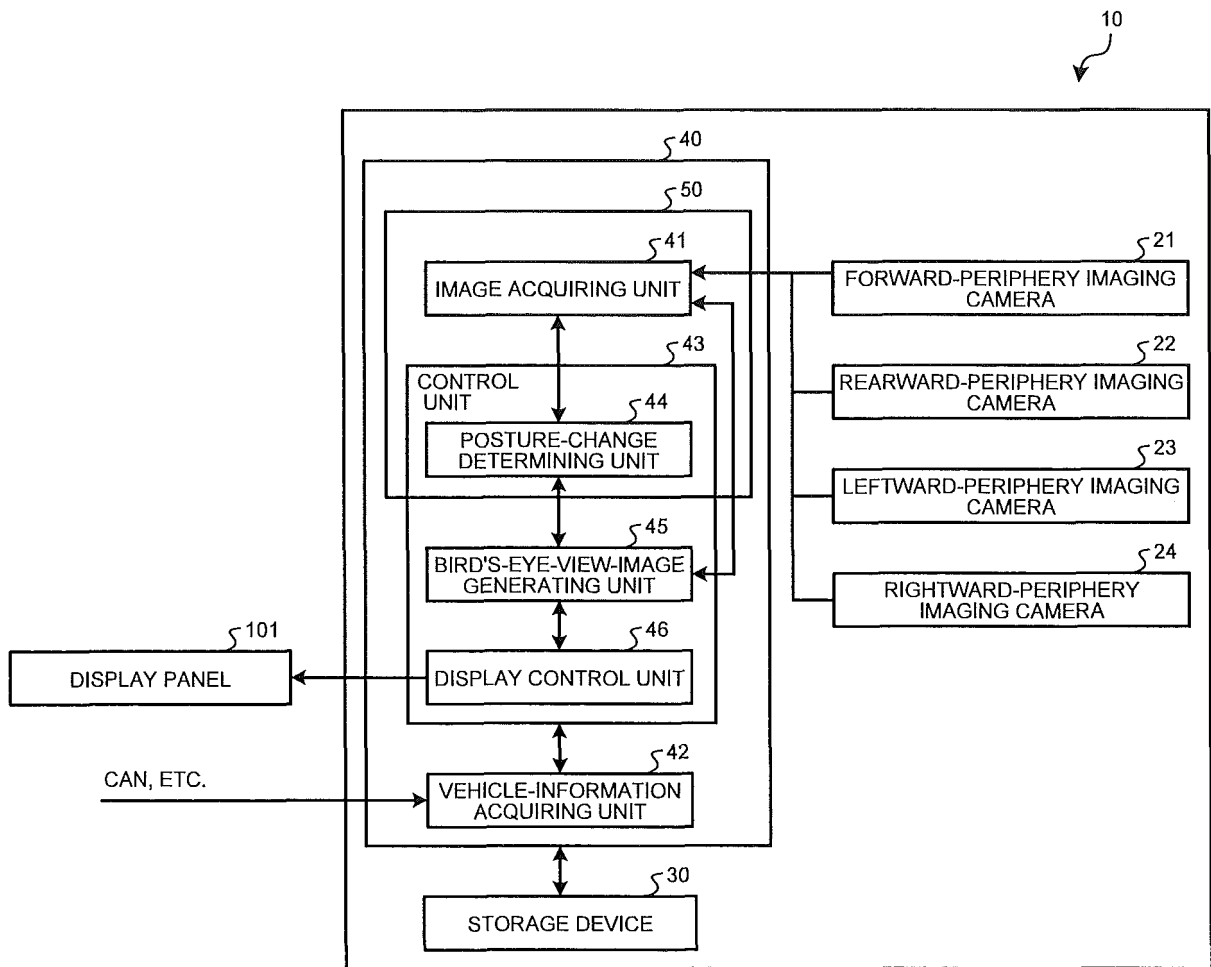 10
40
50
41
IMAGE ACQUIRING UNIT
21
FORWARD-PERIPHERY IMAGING
CAMERA
43
CONTROL
UNIT
22
REARWARD-PERIPHERY IMAGING
CAMERA
44
POSTURE-CHANGE
DETERMINING UNIT
23
LEFTWARD-PERIPHERY IMAGING
CAMERA
45
BIRD'S-EYE-VIEW-IMAGE
GENERATING UNIT
24
RIGHTWARD-PERIPHERY
IMAGING CAMERA
101
DISPLAY PANEL
46
DISPLAY CONTROL UNIT
CAN, ETC.
42
VEHICLE-INFORMATION
ACQUIRING UNIT
30
STORAGE DEVICE